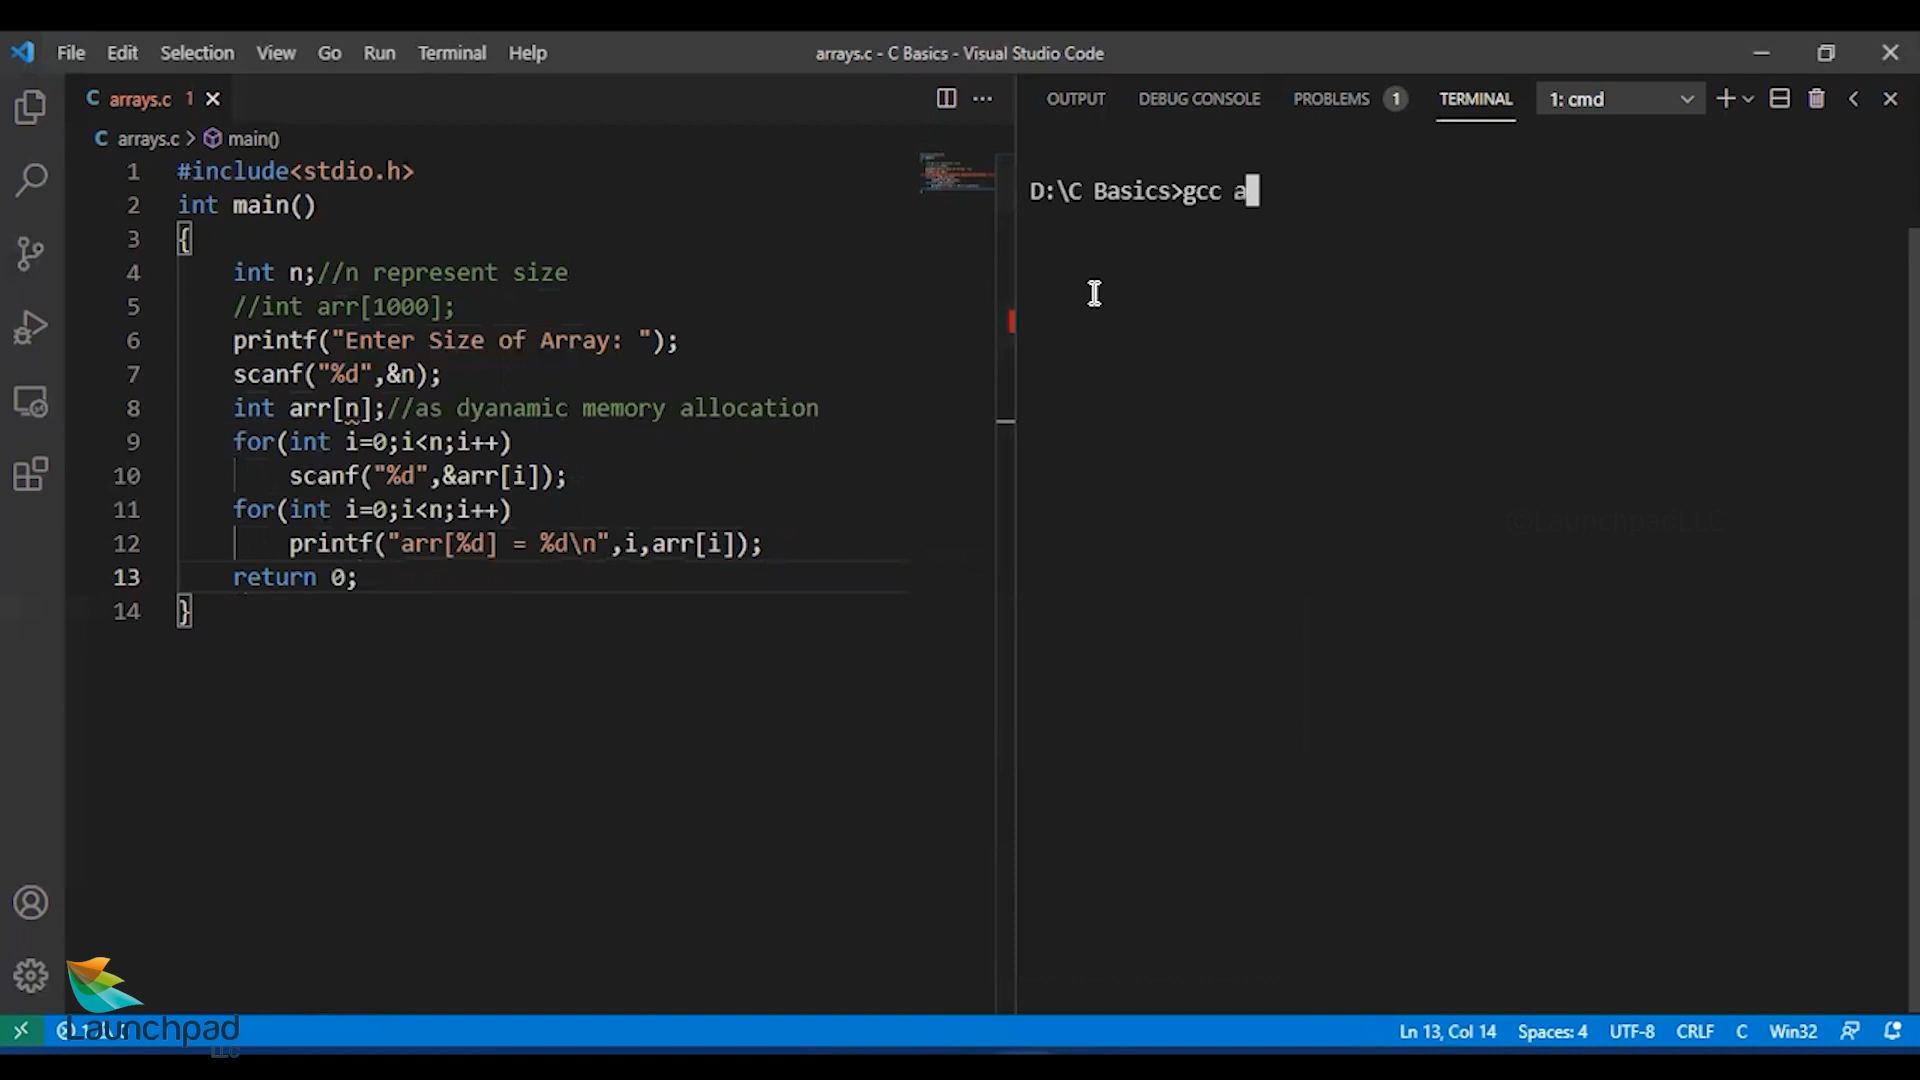 File Edit Selection View Go Run Terminal Help arrays.c - C Basics - Visual Studio Code
C arrays.c 1
OUTPUT DEBUG CONSOLE PROBLEMS 1 TERMINAL 1: cmd
C arrays.c > main()
1 #include<stdio.h>
2 int main()
3 {
4 int n;//n represent size
5 //int arr[1000];
6 printf("Enter Size of Array: ");
7 scanf("%d",&n);
8 int arr[n];//as dyanamic memory allocation
9 for(int i=0;i<n;i++)
10 scanf("%d",&arr[i]);
11 for(int i=0;i<n;i++)
12 printf("arr[%d] = %d\n",i,arr[i]);
13 return 0;
14 }
D:\C Basics>gcc a
©LaunchpadLLC
Launchpad
LLC
Ln 13, Col 14 Spaces: 4 UTF-8 CRLF C Win32